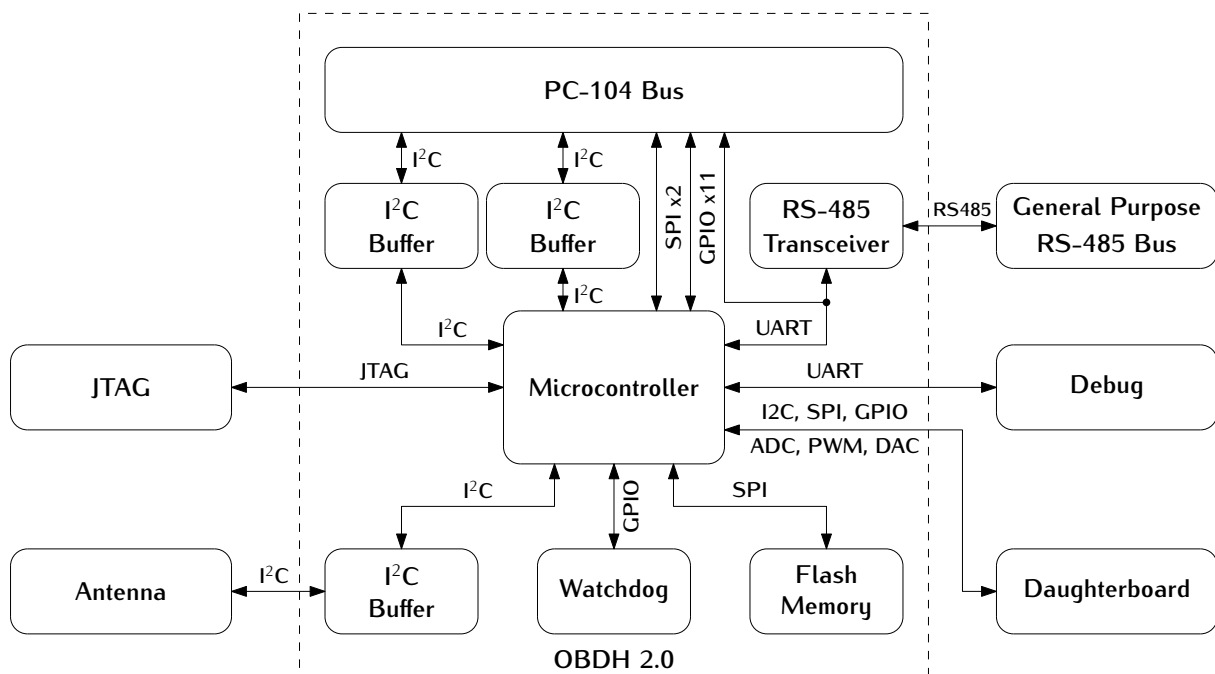 PC-104 Bus
I²C
I²C
SPI x2
GPIO x11
I²C
Buffer
I²C
Buffer
RS-485
Transceiver
RS485
General Purpose
RS-485 Bus
I²C
I²C
UART
JTAG
JTAG
Microcontroller
UART
Debug
I2C, SPI, GPIO
ADC, PWM, DAC
I²C
GPIO
SPI
Antenna
I²C
I²C
Buffer
Watchdog
Flash
Memory
Daughterboard
OBDH 2.0